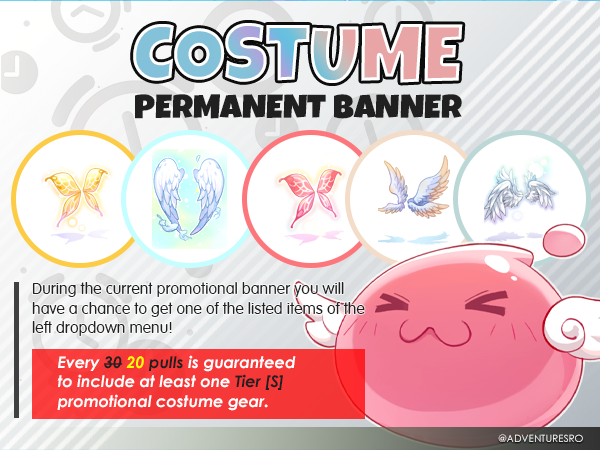 COSTUME
PERMANENT BANNER
During the current promotional banner you will
have a chance to get one of the listed items of the
left dropdown menu!
Every 30 20 pulls is guaranteed
to include at least one Tier [S]
promotional costume gear.
@ADVENTURESRO